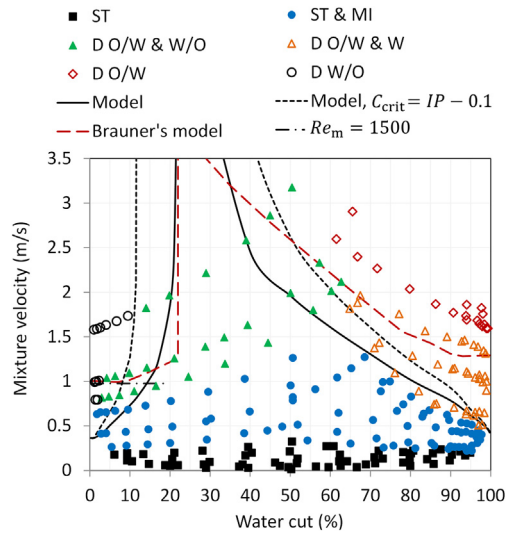 ST
ST & MI
D O/W & W/O
D O/W & W
D O/W
D W/O
Model
Model, C_crit = IP − 0.1
Brauner's model
Re_m = 1500
Mixture velocity (m/s)
3.5
3
2.5
2
1.5
1
0.5
0
0 10 20 30 40 50 60 70 80 90 100
Water cut (%)